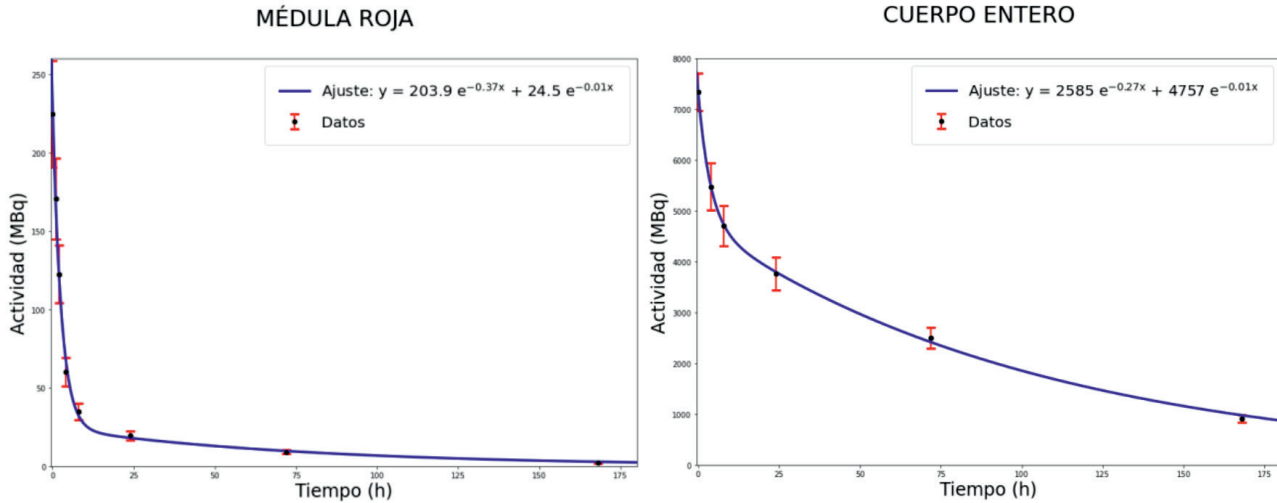 MÉDULA ROJA
Actividad (MBq)
250
200
150
100
50
0
Ajuste: y = 203.9 e^−0.37x + 24.5 e^−0.01x
Datos
0 25 50 75 100 125 150 175
Tiempo (h)
CUERPO ENTERO
Actividad (MBq)
8000
7000
6000
5000
4000
3000
2000
1000
0
Ajuste: y = 2585 e^−0.27x + 4757 e^−0.01x
Datos
0 25 50 75 100 125 150 175
Tiempo (h)